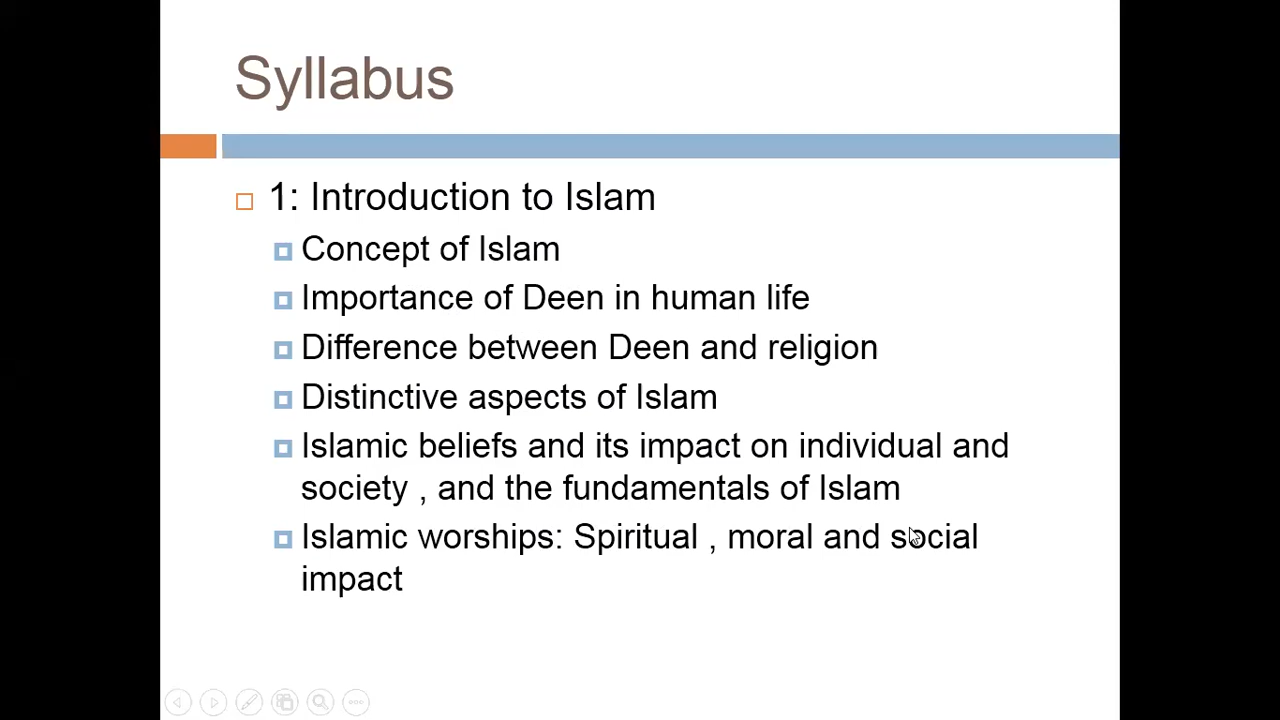 Syllabus
1: Introduction to Islam
Concept of Islam
Importance of Deen in human life
Difference between Deen and religion
Distinctive aspects of Islam
Islamic beliefs and its impact on individual and
society , and the fundamentals of Islam
Islamic worships: Spiritual , moral and social
impact